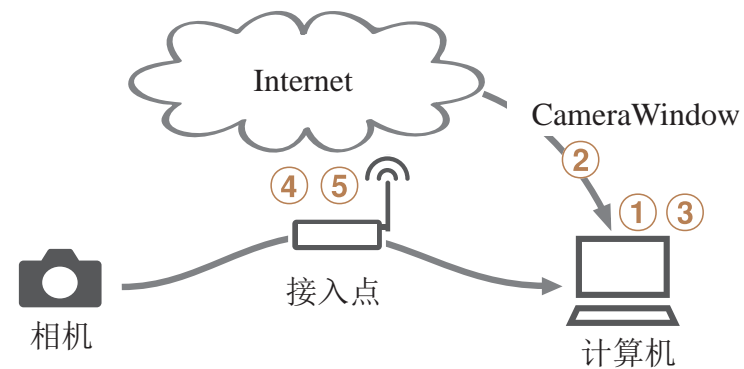 Internet
CameraWindow
②
④ ⑤
① ③
接入点
相机
计算机